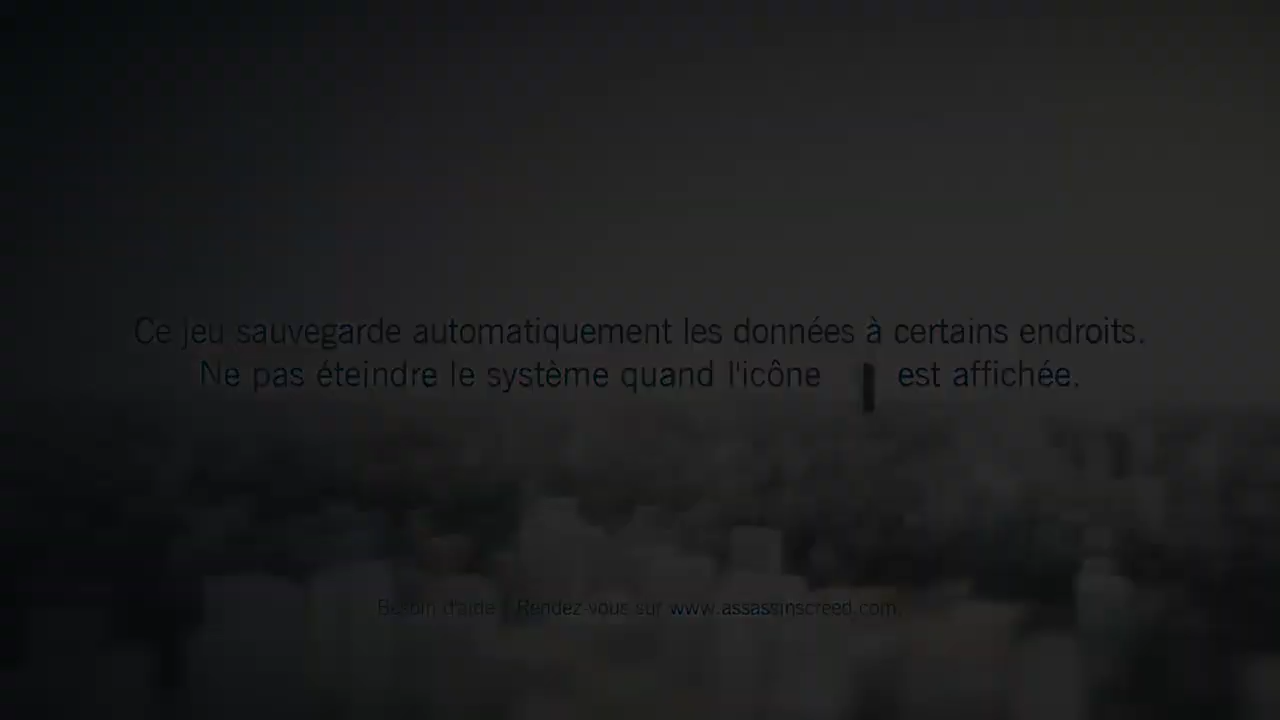 Ce jeu sauvegarde automatiquement les données à certains endroits.
Ne pas éteindre le système quand l'icône est affichée.
Besoin d'aide ? Rendez-vous sur www.assassinscreed.com